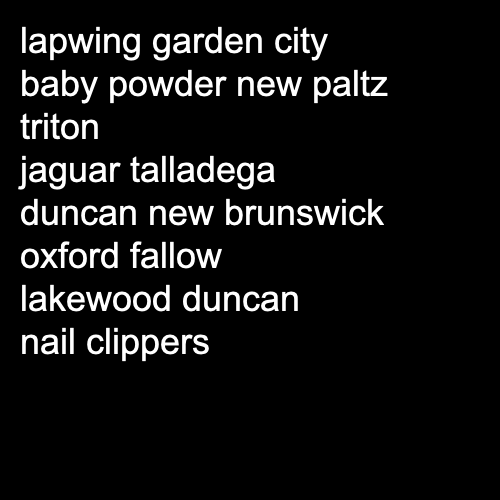 lapwing garden city
baby powder new paltz
triton
jaguar talladega
duncan new brunswick
oxford fallow
lakewood duncan
nail clippers